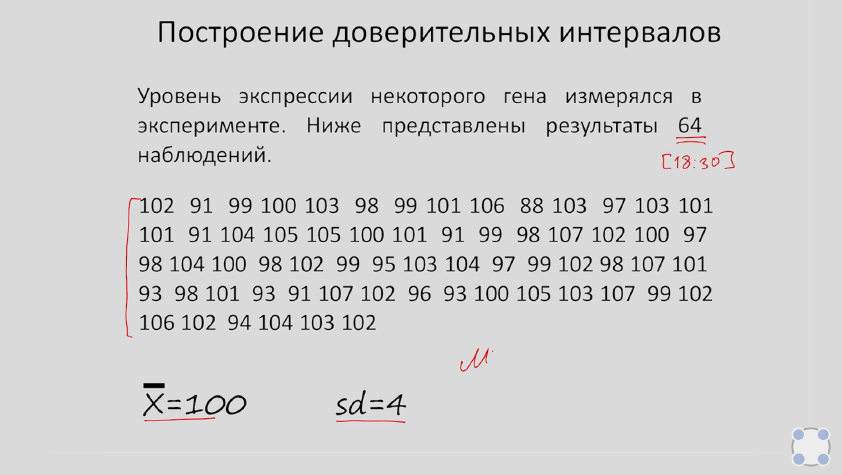 Построение доверительных интервалов
Уровень экспрессии некоторого гена измерялся в
эксперименте. Ниже представлены результаты 64
наблюдений.
[18:30]
102 91 99 100 103 98 99 101 106 88 103 97 103 101
101 91 104 105 105 100 101 91 99 98 107 102 100 97
98 104 100 98 102 99 95 103 104 97 99 102 98 107 101
93 98 101 93 91 107 102 96 93 100 105 103 107 99 102
106 102 94 104 103 102
M
X̅=100 sd=4